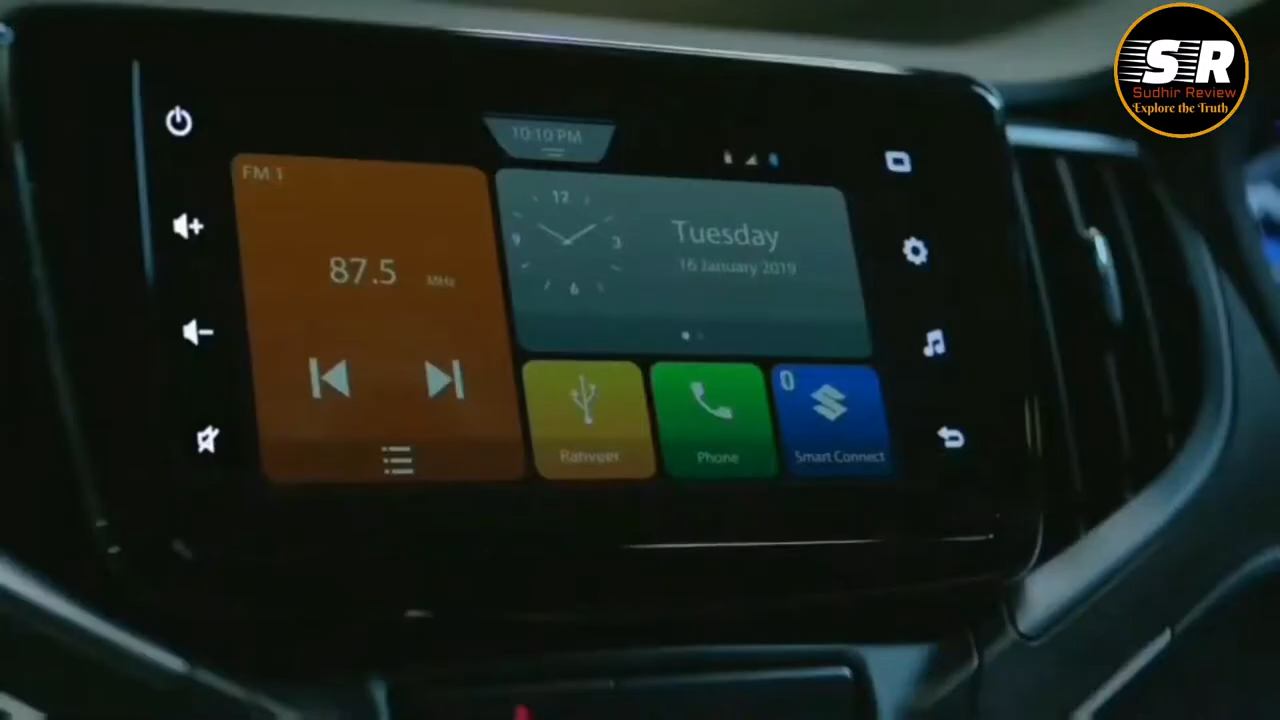 SR
Sudhir Review
Explore the Truth
10:10 PM
FM 1
87.5 MHz
12
9
3
6
Tuesday
16 January 2019
Ranveer
Phone
0
Smart Connect